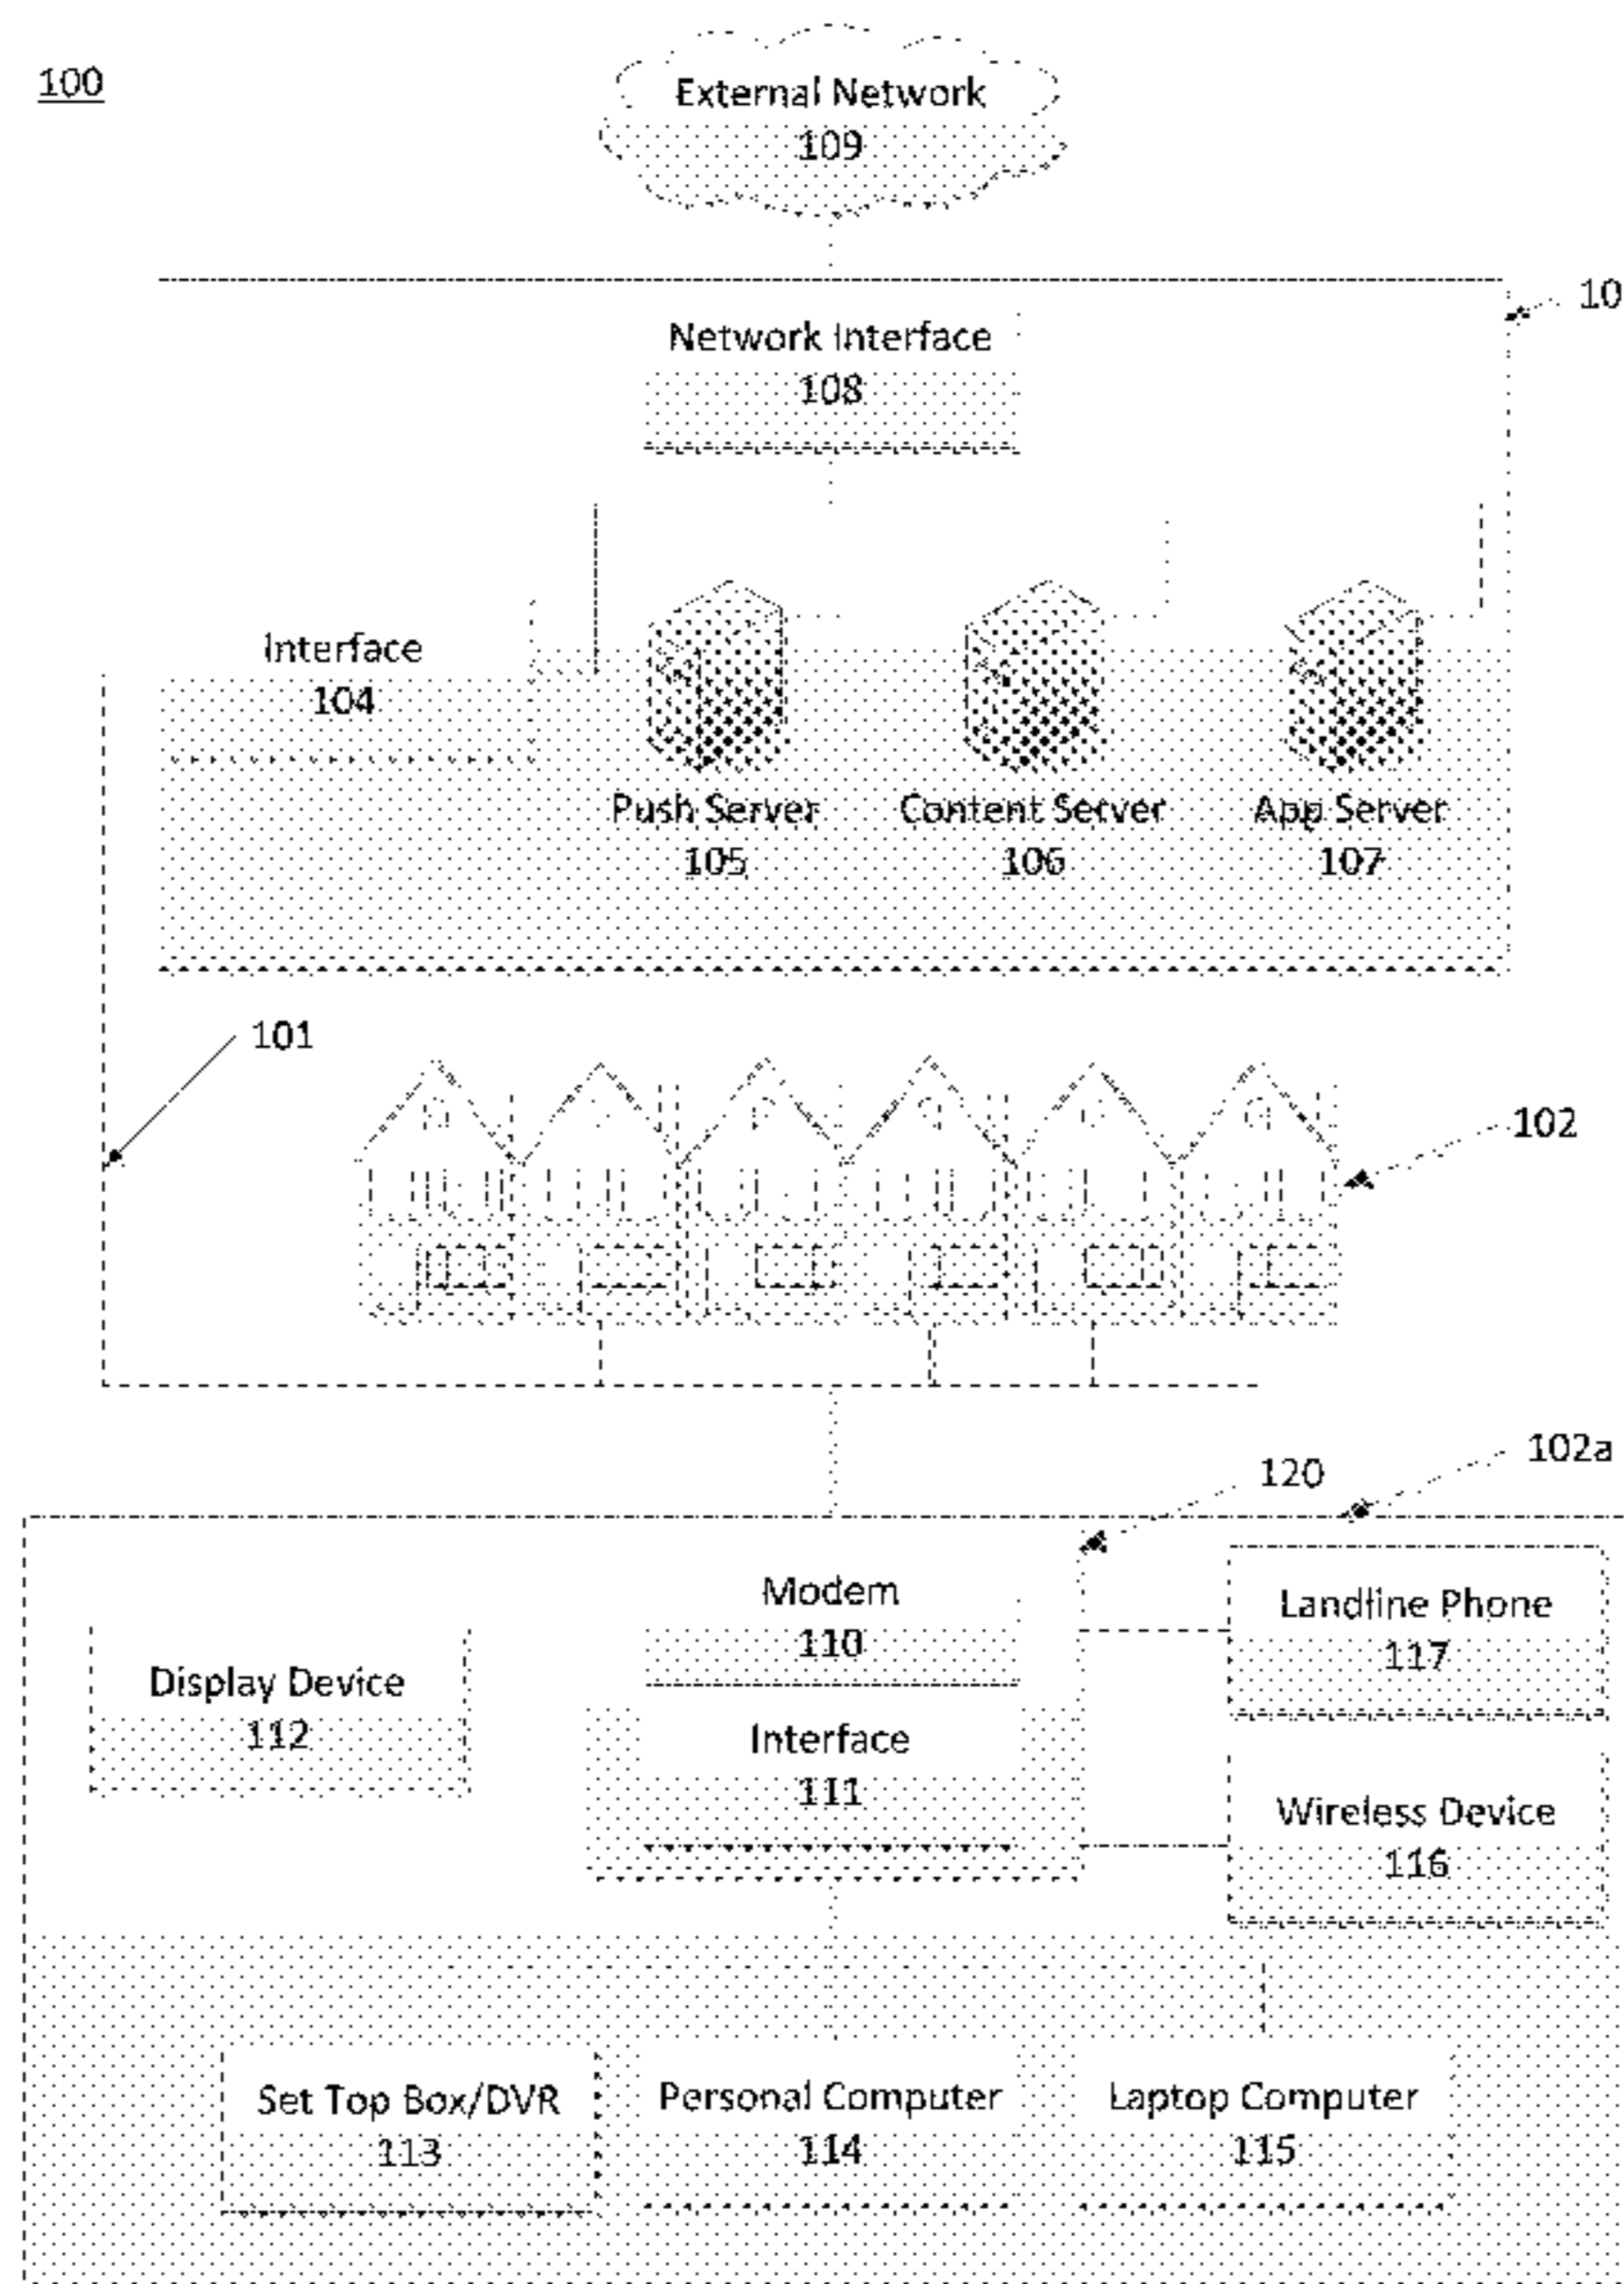 100
External Network
109
10
Network Interface
108
Interface
104
Push Server
105
Content Server
106
App Server
107
101
102
102a
120
Modem
110
Landline Phone
117
Display Device
112
Interface
111
Wireless Device
116
Set Top Box/DVR
113
Personal Computer
114
Laptop Computer
115